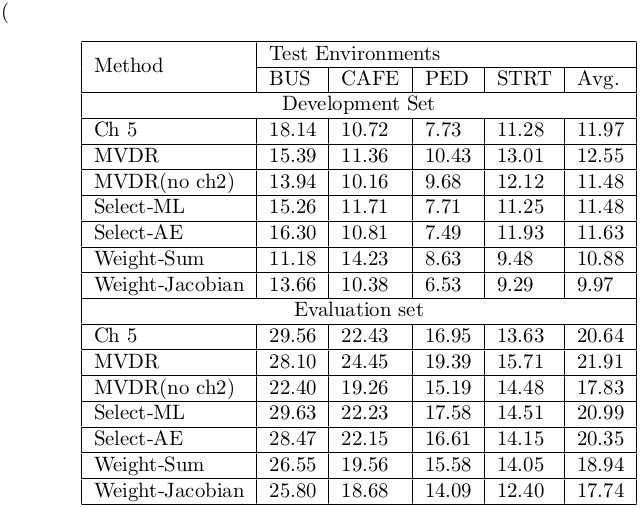 (
Method Test Environments
BUS CAFE PED STRT Avg.
Development Set
Ch 5 18.14 10.72 7.73 11.28 11.97
MVDR 15.39 11.36 10.43 13.01 12.55
MVDR(no ch2) 13.94 10.16 9.68 12.12 11.48
Select-ML 15.26 11.71 7.71 11.25 11.48
Select-AE 16.30 10.81 7.49 11.93 11.63
Weight-Sum 11.18 14.23 8.63 9.48 10.88
Weight-Jacobian 13.66 10.38 6.53 9.29 9.97
Evaluation set
Ch 5 29.56 22.43 16.95 13.63 20.64
MVDR 28.10 24.45 19.39 15.71 21.91
MVDR(no ch2) 22.40 19.26 15.19 14.48 17.83
Select-ML 29.63 22.23 17.58 14.51 20.99
Select-AE 28.47 22.15 16.61 14.15 20.35
Weight-Sum 26.55 19.56 15.58 14.05 18.94
Weight-Jacobian 25.80 18.68 14.09 12.40 17.74